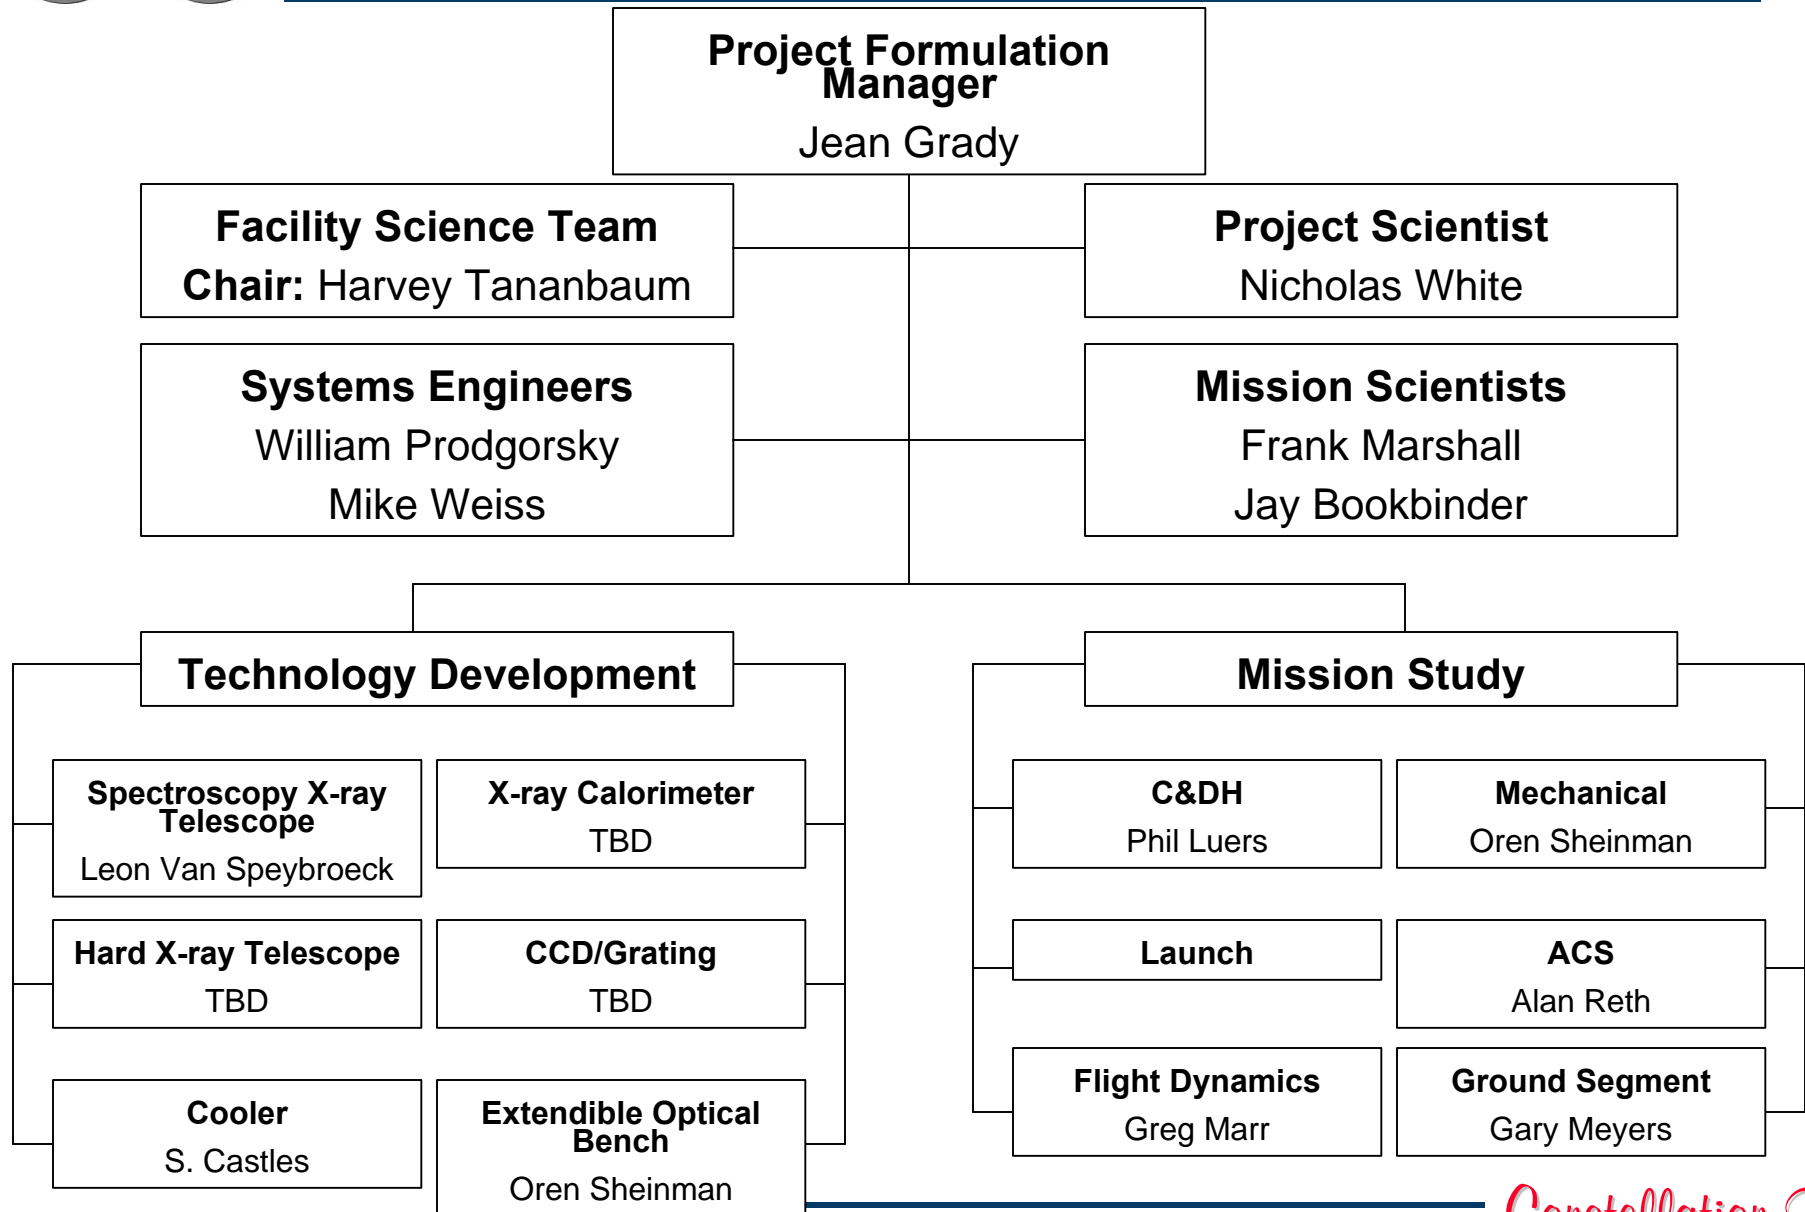 Project Formulation
Manager
Jean Grady
Facility Science Team
Chair: Harvey Tananbaum
Project Scientist
Nicholas White
Systems Engineers
William Prodgorsky
Mike Weiss
Mission Scientists
Frank Marshall
Jay Bookbinder
Technology Development
Mission Study
Spectroscopy X-ray
Telescope
Leon Van Speybroeck
X-ray Calorimeter
TBD
Hard X-ray Telescope
TBD
CCD/Grating
TBD
Cooler
S. Castles
Extendible Optical
Bench
Oren Sheinman
C&DH
Phil Luers
Mechanical
Oren Sheinman
Launch
ACS
Alan Reth
Flight Dynamics
Greg Marr
Ground Segment
Gary Meyers
Constellation